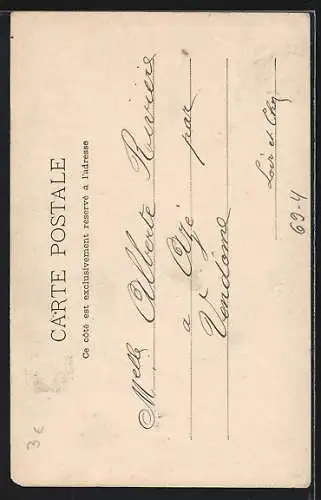 CARTE POSTALE
Ce côté est exclusivement réservé à l'adresse
Melle Alberte Rivière
a Azé par
Vendôme
Loir et Cher
69-4
3€